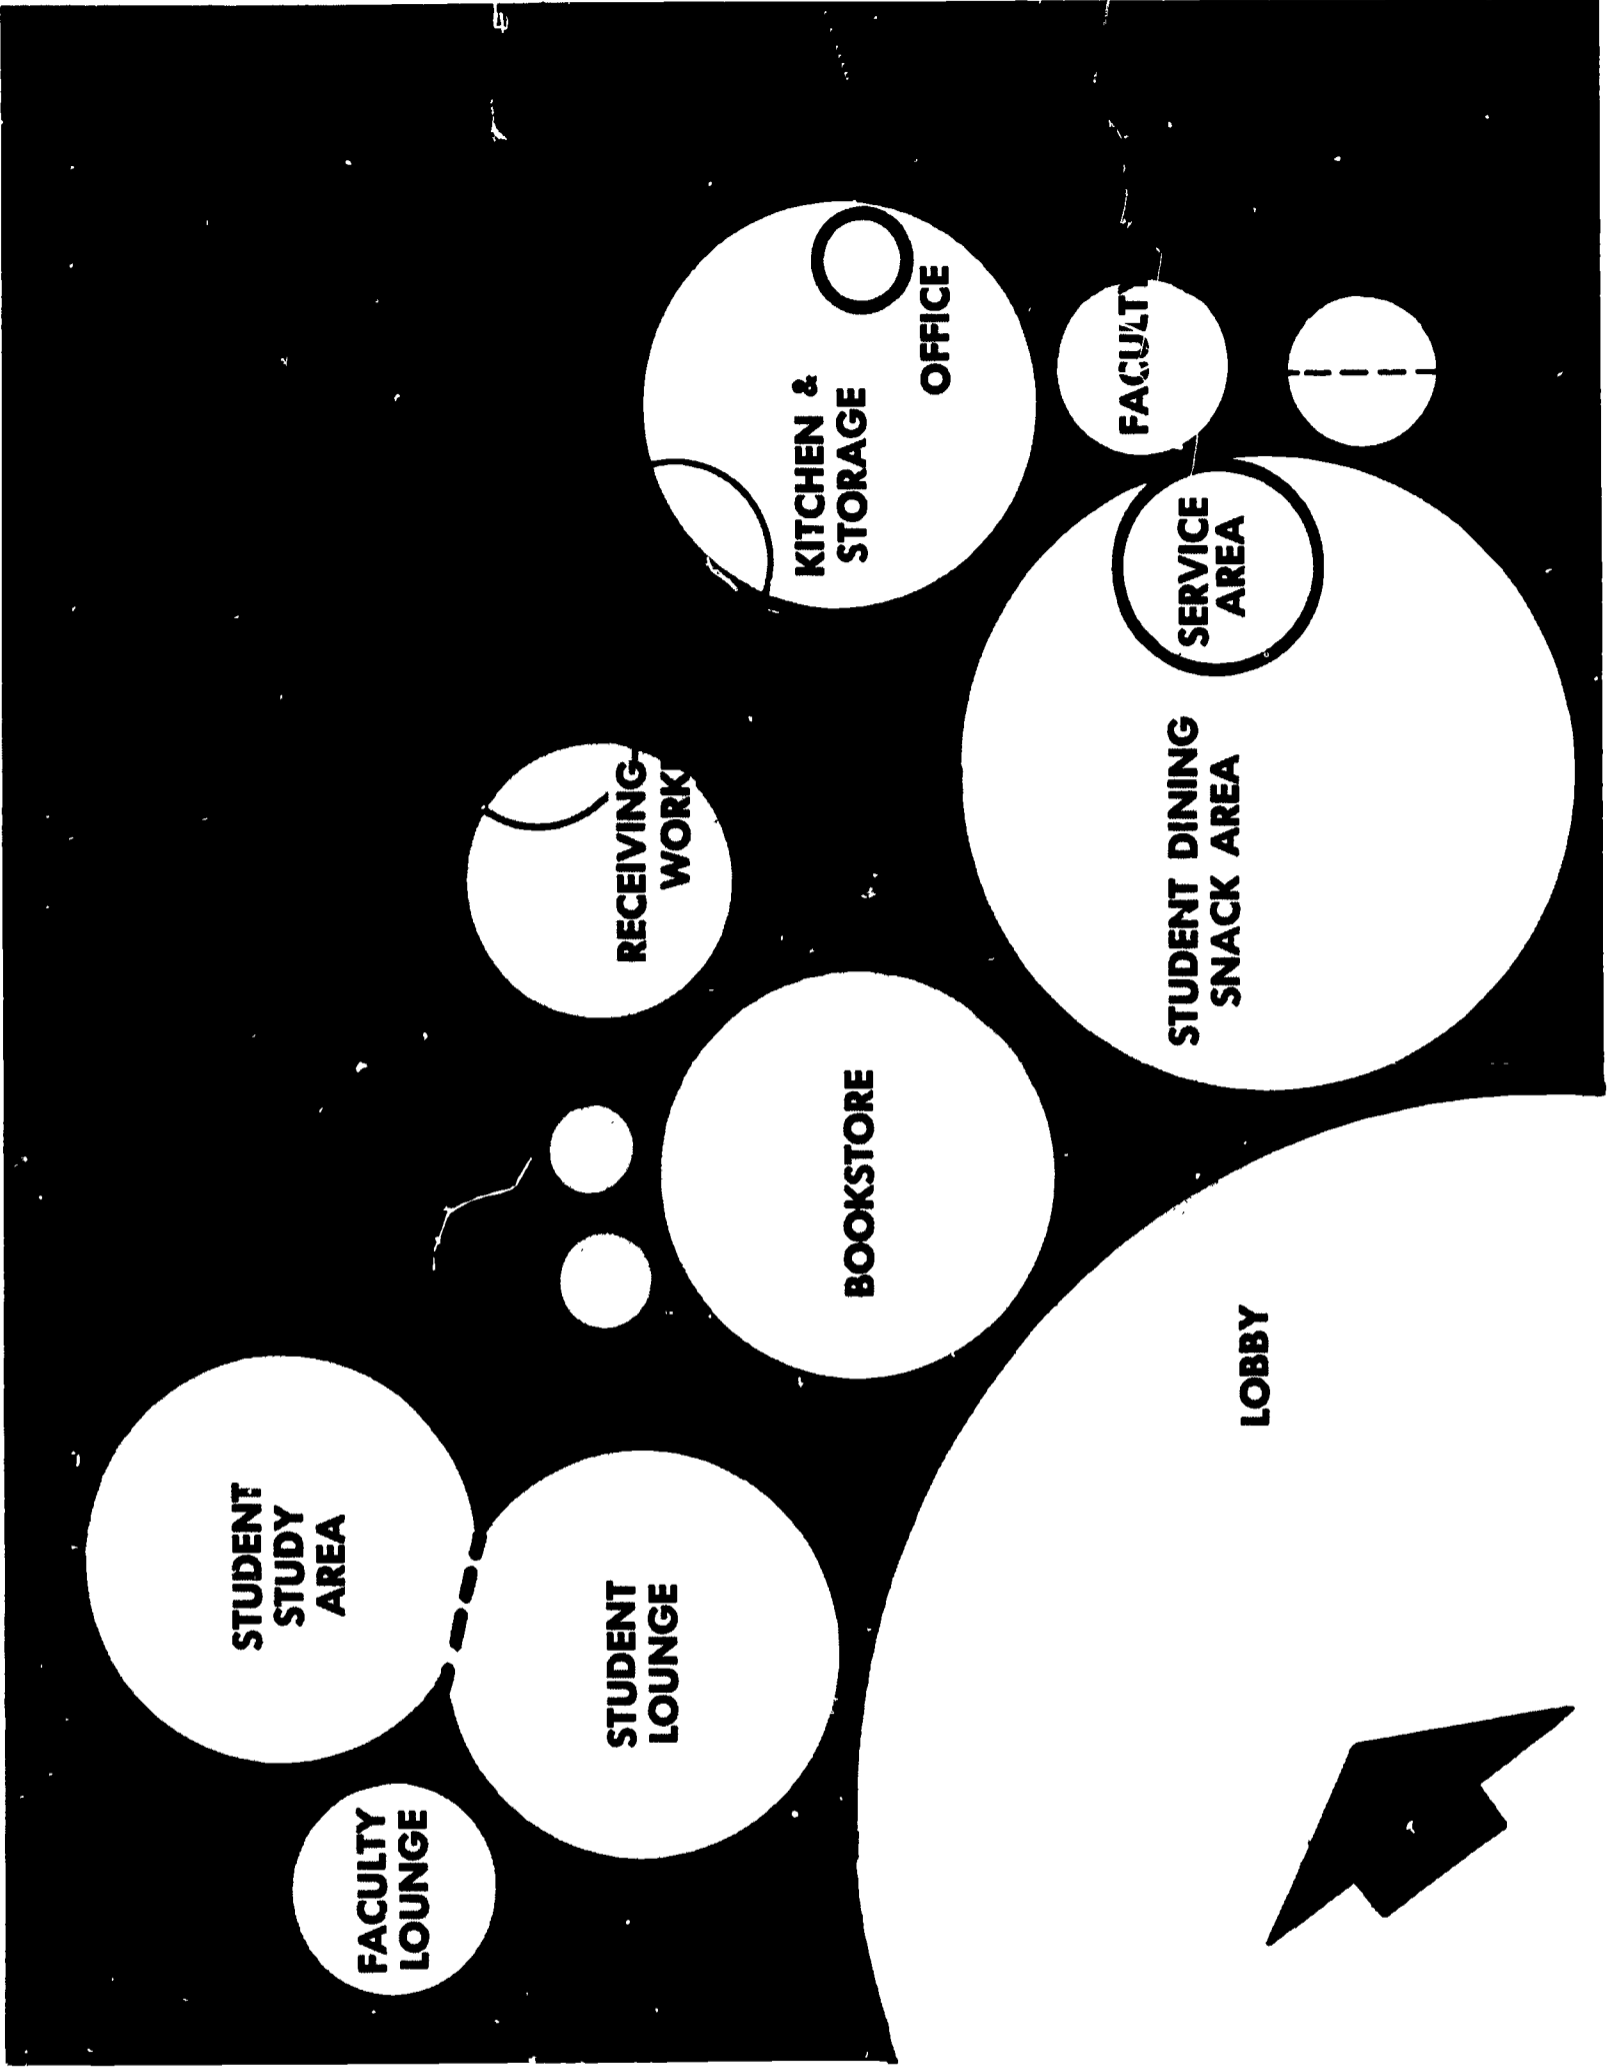 STUDENT
STUDY
AREA
FACULTY
LOUNGE
STUDENT
LOUNGE
RECEIVING
WORK
KITCHEN &
STORAGE
OFFICE
BOOKSTORE
FACULT
SERVICE
AREA
STUDENT DINING
SNACK AREA
LOBBY